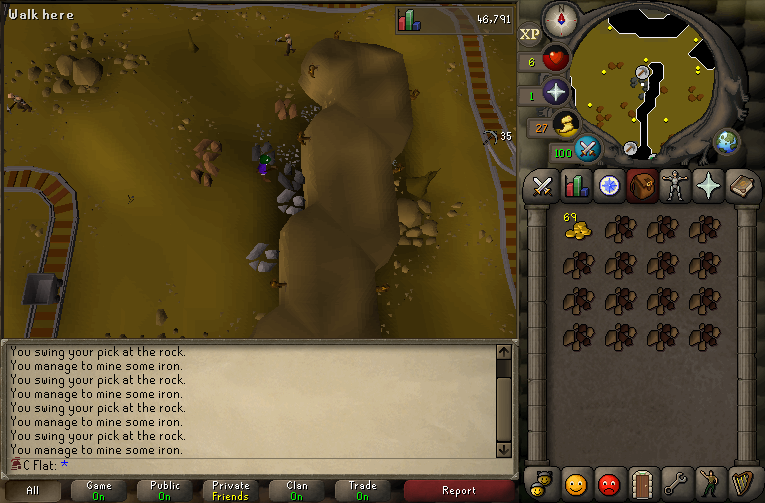 Walk here
46,791
XP
6
1
35
27
100
69
You swing your pick at the rock.
You manage to mine some iron.
You swing your pick at the rock.
You manage to mine some iron.
You swing your pick at the rock.
You manage to mine some iron.
You swing your pick at the rock.
You manage to mine some iron.
C Flat: *
All
Game
On
Public
On
Private
Friends
Clan
On
Trade
On
Report